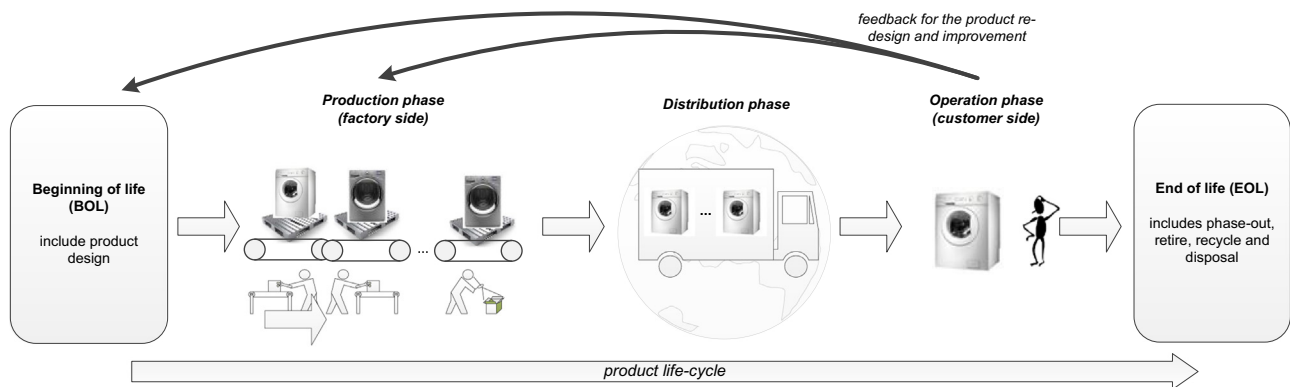 feedback for the product re-
design and improvement
Production phase
(factory side)
Distribution phase
Operation phase
(customer side)
Beginning of life
(BOL)
include product
design
...
...
End of life (EOL)
includes phase-out,
retire, recycle and
disposal
product life-cycle